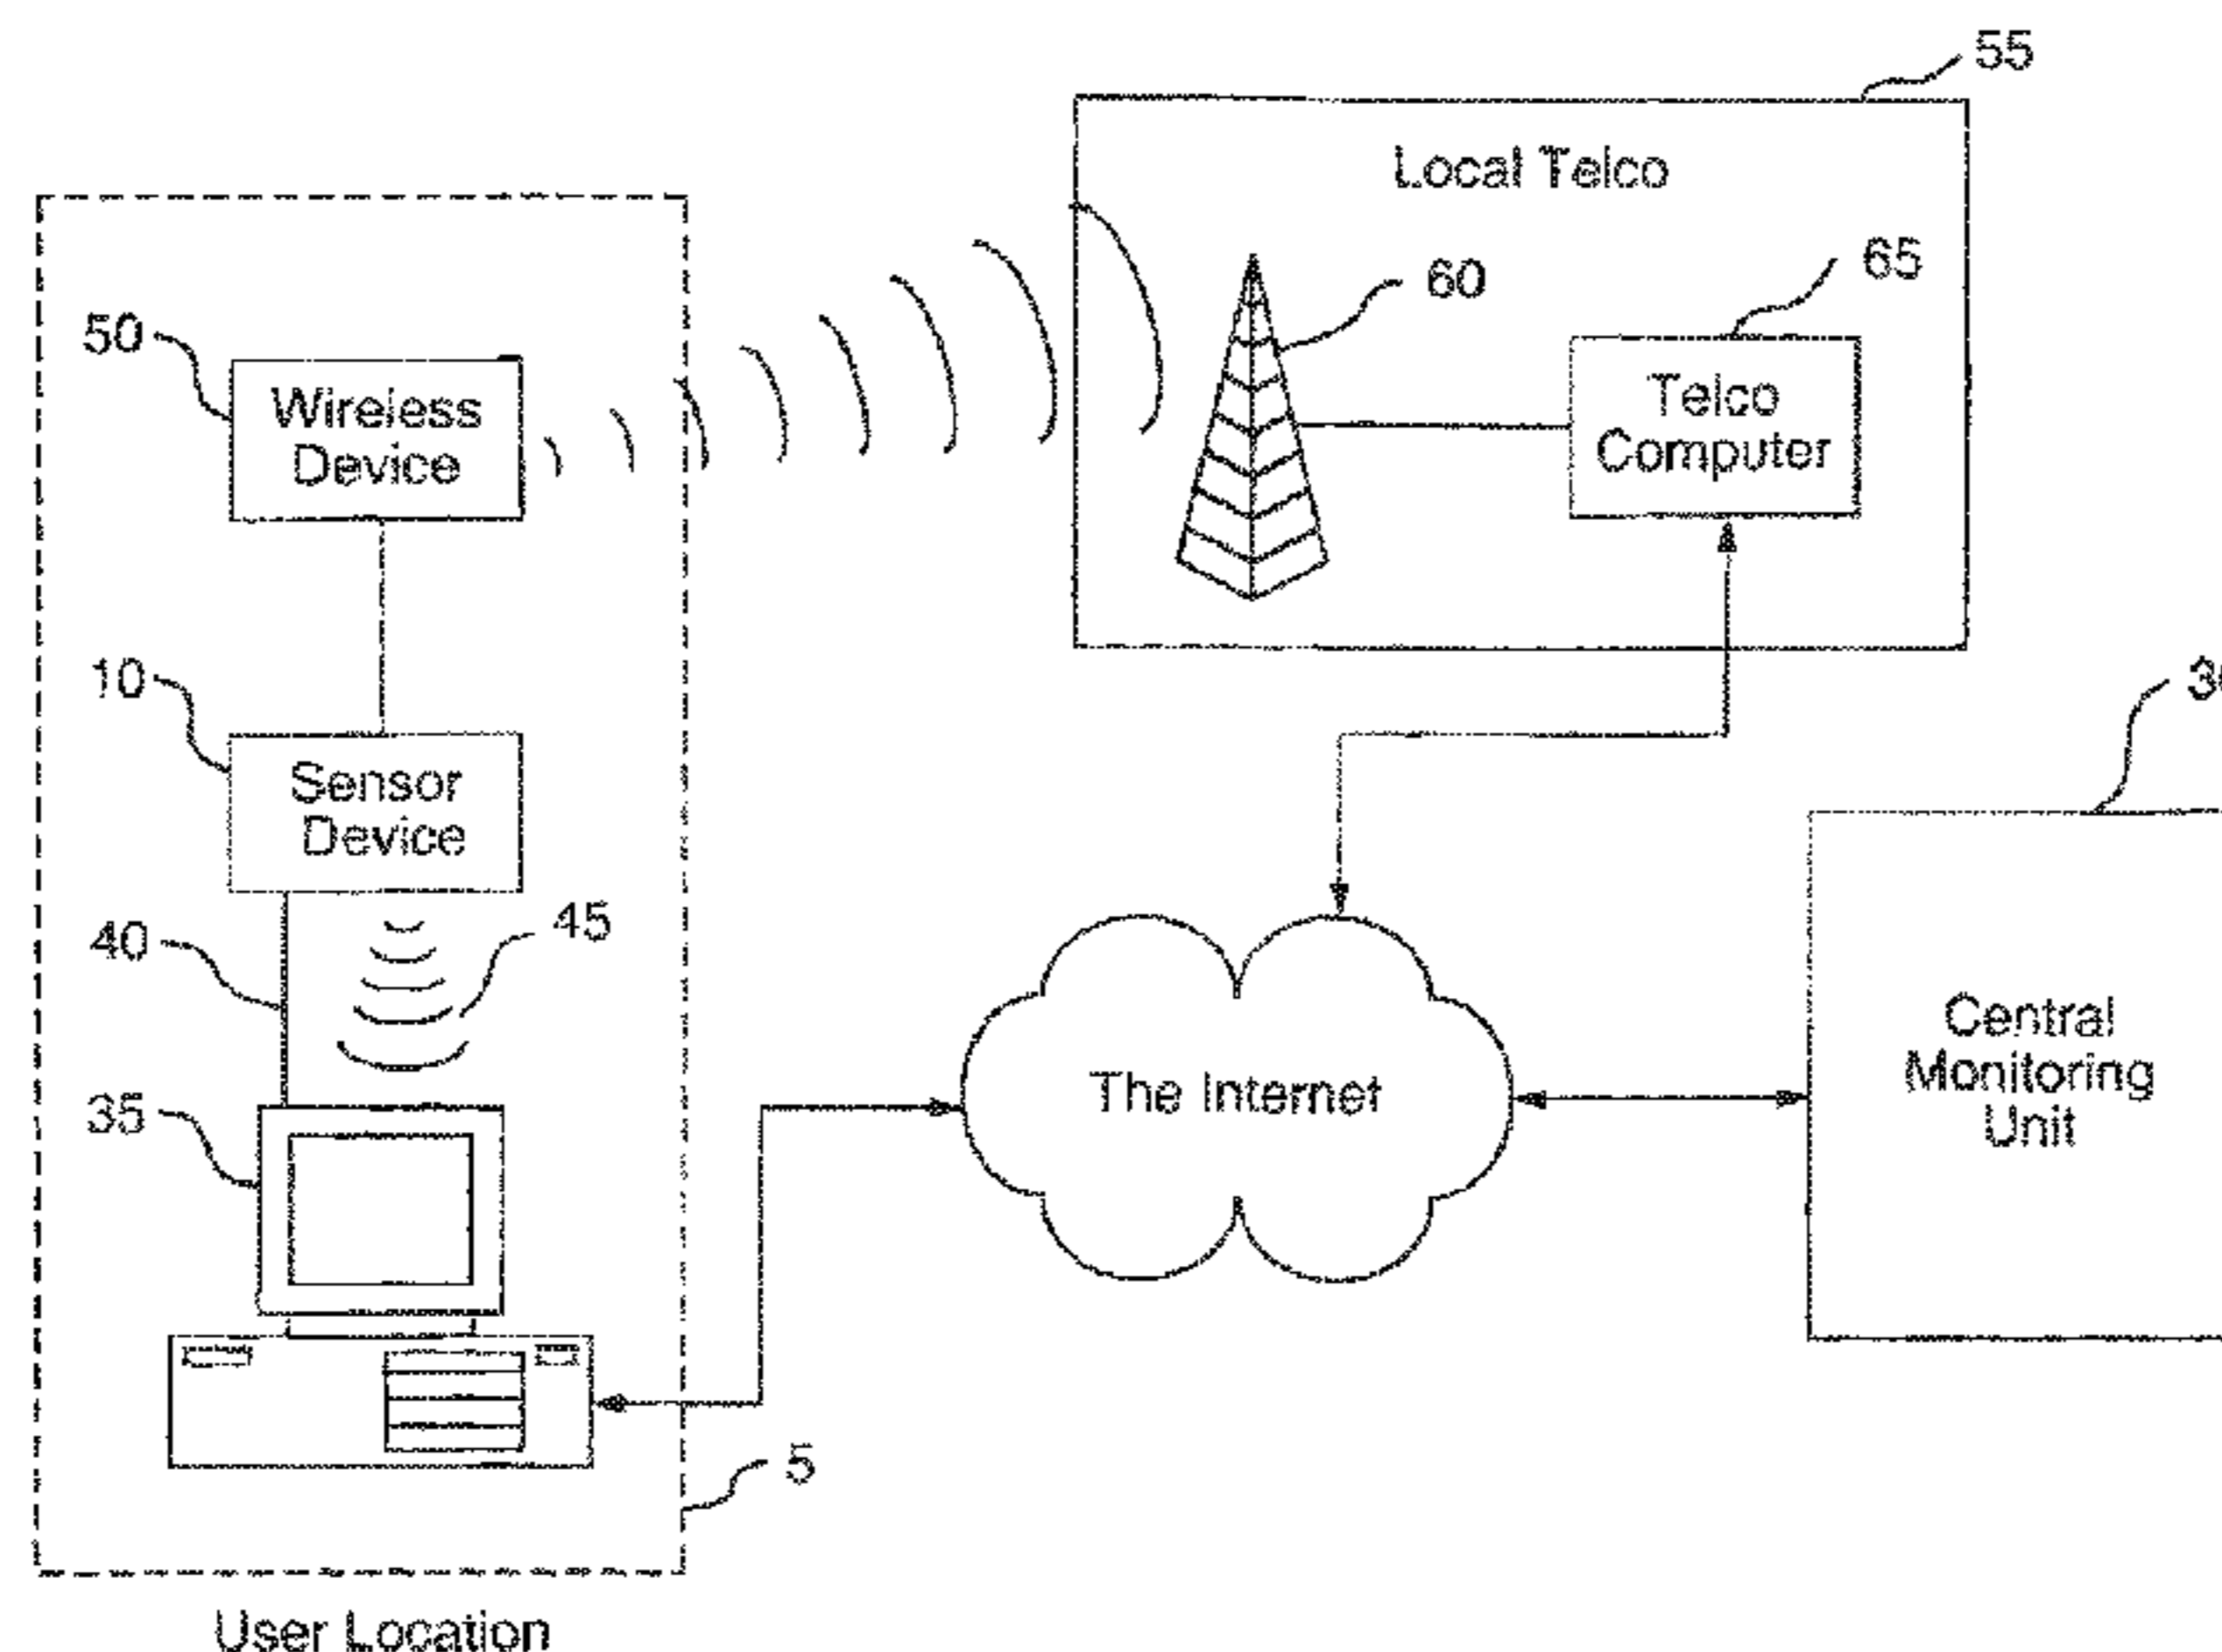 55
Local Telco
60
65
Telco
Computer
50
Wireless
Device
10
Sensor
Device
40
45
35
The Internet
Central
Monitoring
Unit
5
User Location